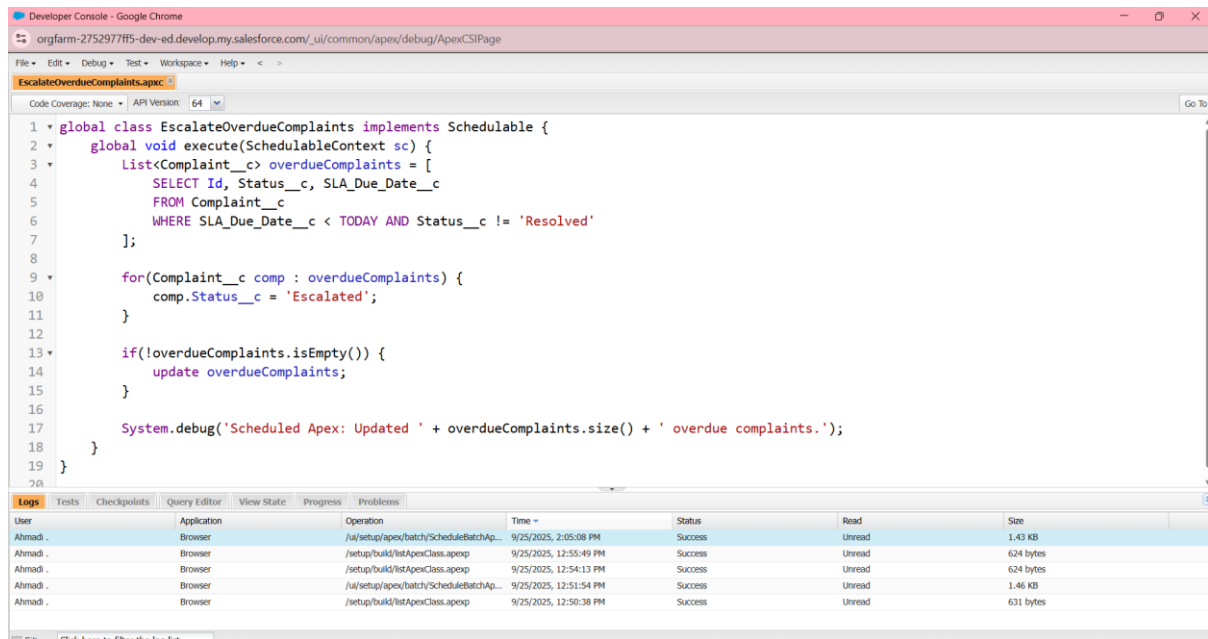 Developer Console - Google Chrome
orgfarm-2752977ff5-dev-ed.develop.my.salesforce.com/_ui/common/apex/debug/ApexCSIPage
File Edit Debug Test Workspace Help < >
EscalateOverdueComplaints.apxc
Code Coverage: None API Version: 64 Go To
1 global class EscalateOverdueComplaints implements Schedulable {
2 global void execute(SchedulableContext sc) {
3 List<Complaint__c> overdueComplaints = [
4 SELECT Id, Status__c, SLA_Due_Date__c
5 FROM Complaint__c
6 WHERE SLA_Due_Date__c < TODAY AND Status__c != 'Resolved'
7 ];
8
9 for(Complaint__c comp : overdueComplaints) {
10 comp.Status__c = 'Escalated';
11 }
12
13 if(!overdueComplaints.isEmpty()) {
14 update overdueComplaints;
15 }
16
17 System.debug('Scheduled Apex: Updated ' + overdueComplaints.size() + ' overdue complaints.');
18 }
19 }
20
Logs Tests Checkpoints Query Editor View State Progress Problems
User Application Operation Time Status Read Size
Ahmadi . Browser /ui/setup/apex/batch/ScheduleBatchAp... 9/25/2025, 2:05:08 PM Success Unread 1.43 KB
Ahmadi . Browser /setup/build/listApexClass.apexp 9/25/2025, 12:55:49 PM Success Unread 624 bytes
Ahmadi . Browser /setup/build/listApexClass.apexp 9/25/2025, 12:54:13 PM Success Unread 624 bytes
Ahmadi . Browser /ui/setup/apex/batch/ScheduleBatchAp... 9/25/2025, 12:51:54 PM Success Unread 1.46 KB
Ahmadi . Browser /setup/build/listApexClass.apexp 9/25/2025, 12:50:38 PM Success Unread 631 bytes
Click here to filter the log list